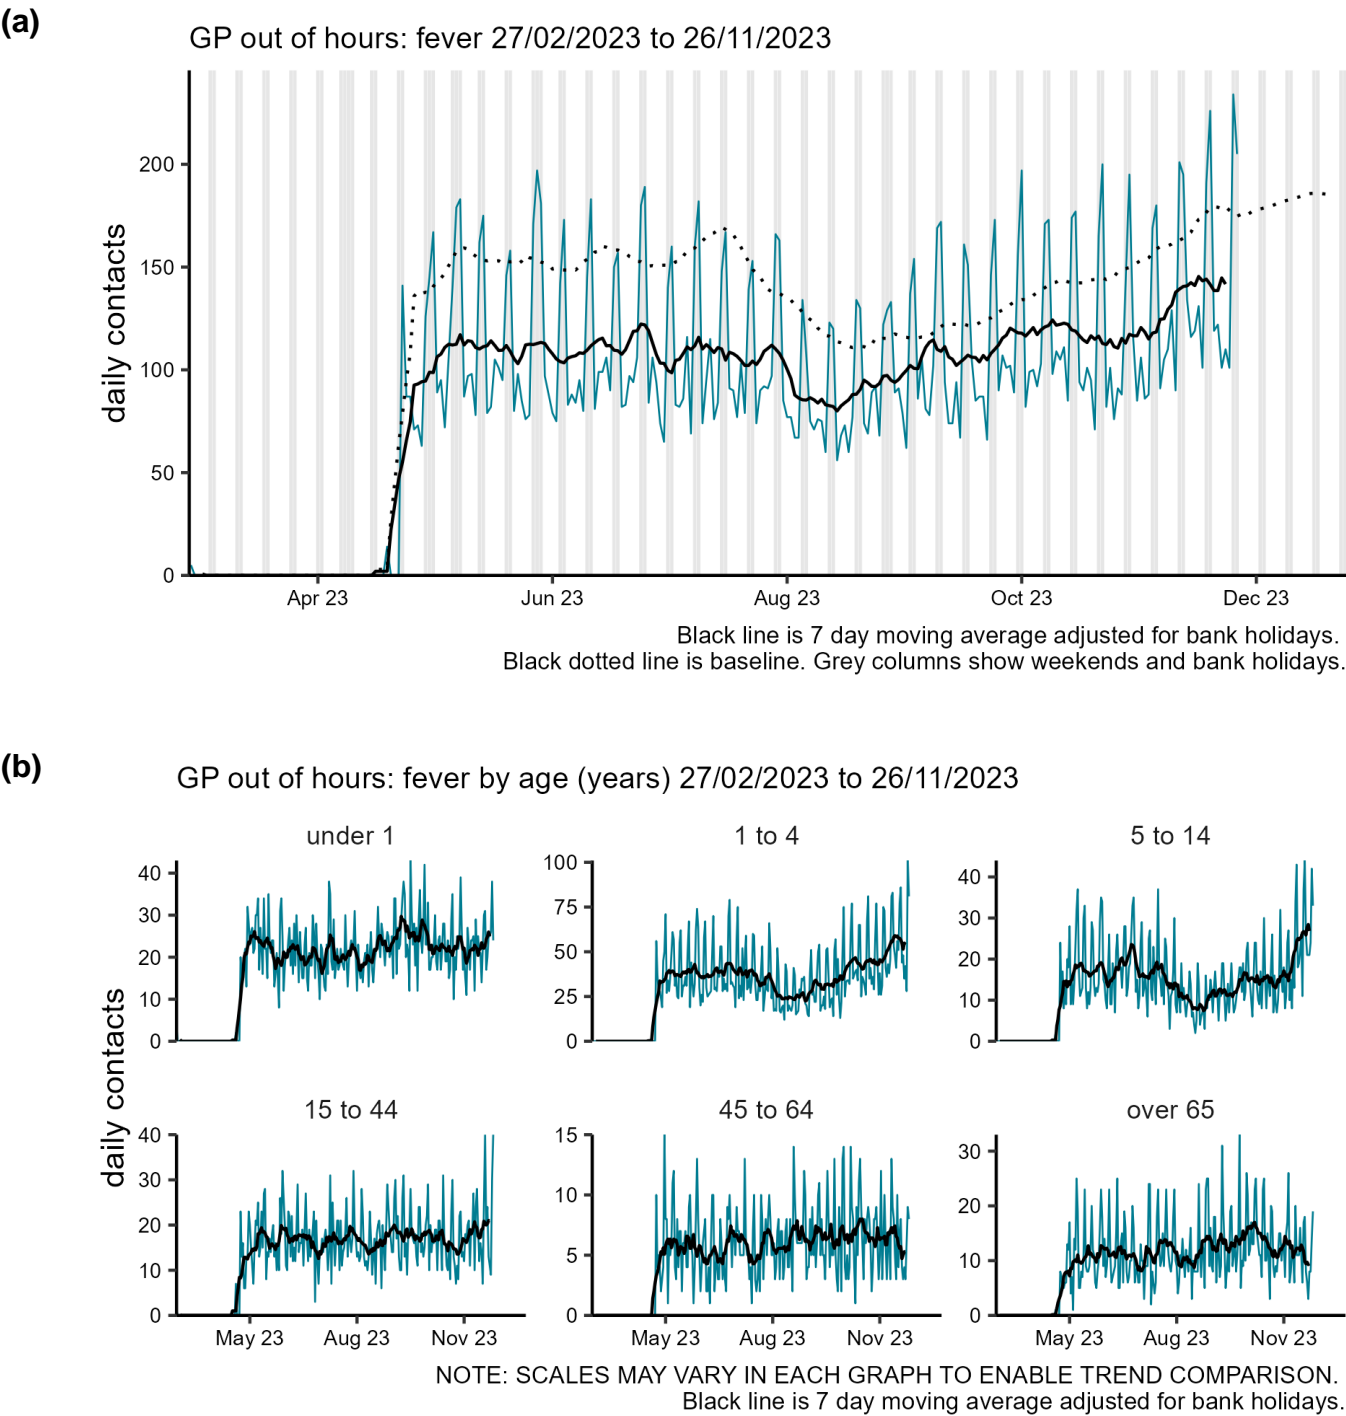 (a)
GP out of hours: fever 27/02/2023 to 26/11/2023
daily contacts
200
150
100
50
0
Apr 23 Jun 23 Aug 23 Oct 23 Dec 23
Black line is 7 day moving average adjusted for bank holidays.
Black dotted line is baseline. Grey columns show weekends and bank holidays.
(b)
GP out of hours: fever by age (years) 27/02/2023 to 26/11/2023
daily contacts
under 1
40
30
20
10
0
1 to 4
100
75
50
25
0
5 to 14
40
30
20
10
0
15 to 44
40
30
20
10
0
May 23 Aug 23 Nov 23
45 to 64
15
10
5
0
May 23 Aug 23 Nov 23
over 65
30
20
10
0
May 23 Aug 23 Nov 23
NOTE: SCALES MAY VARY IN EACH GRAPH TO ENABLE TREND COMPARISON.
Black line is 7 day moving average adjusted for bank holidays.